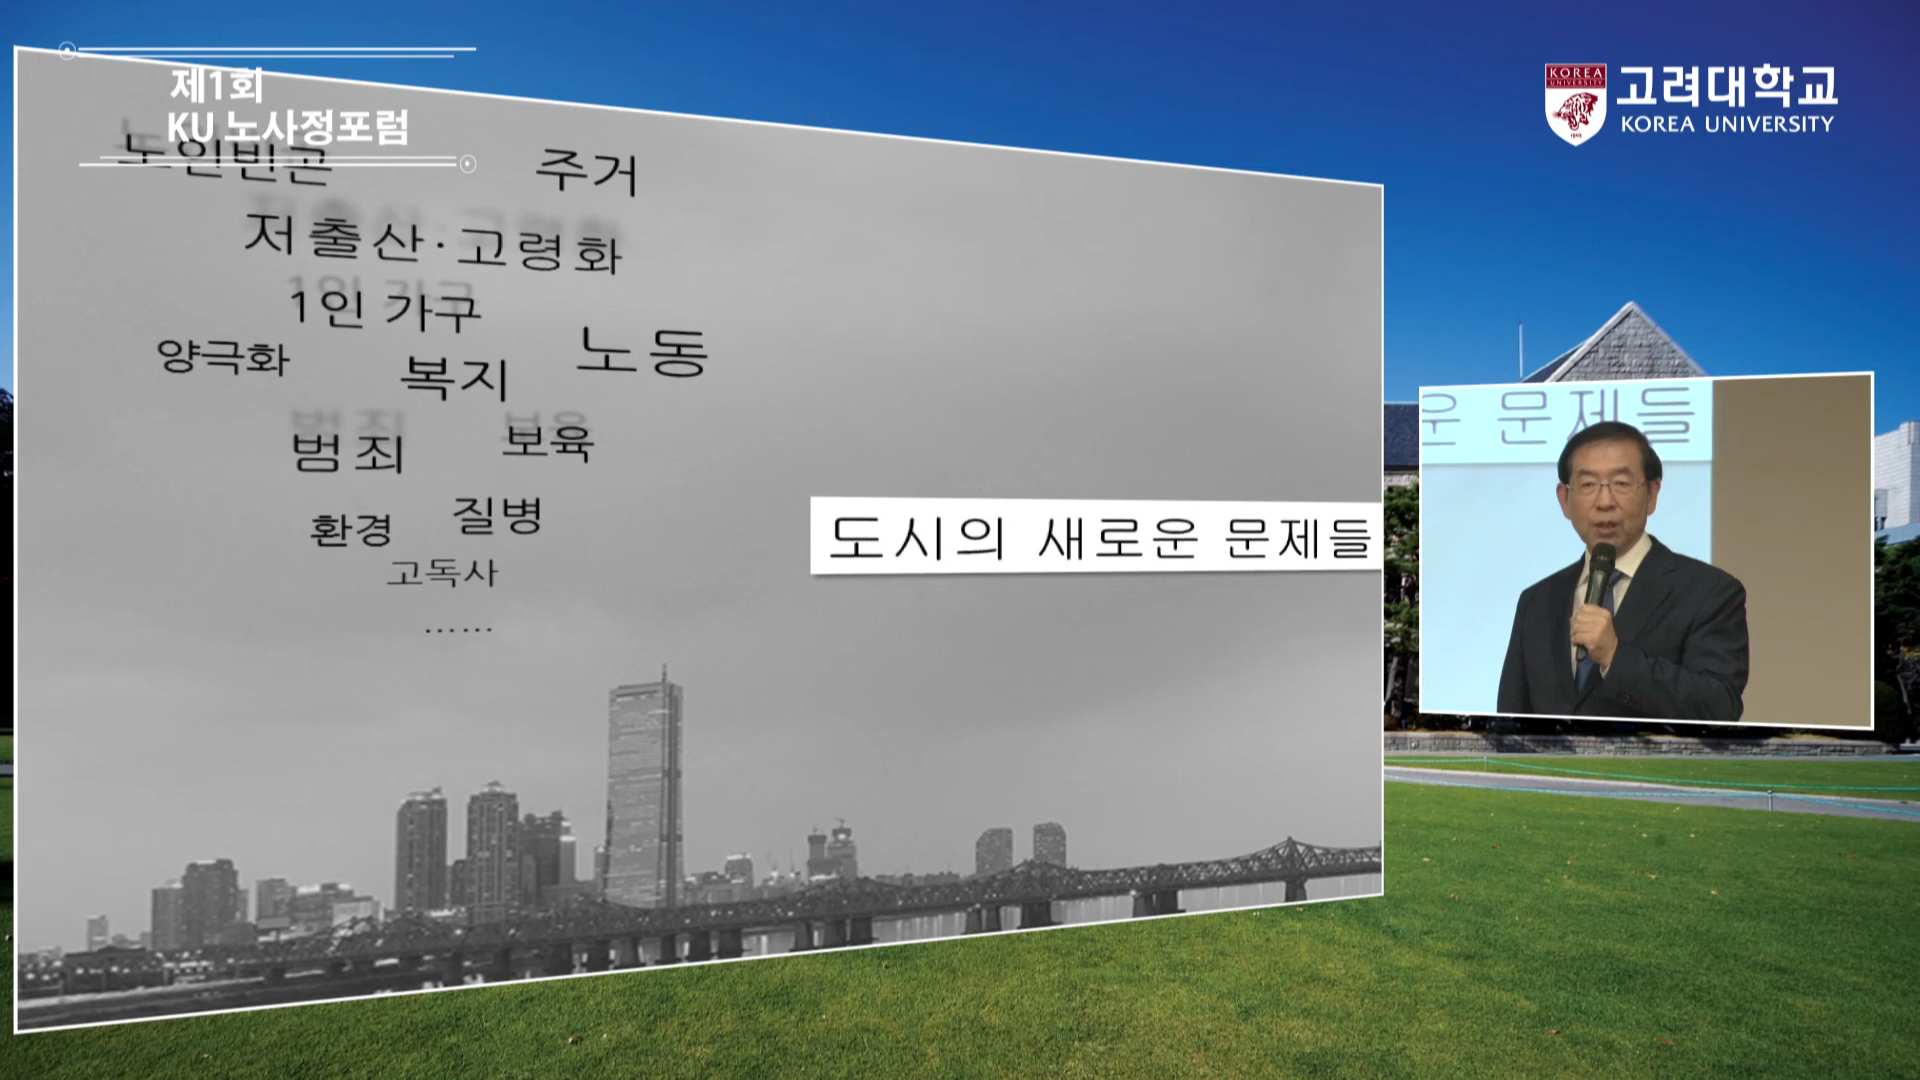 제1회
KU 노사정포럼
KOREA
UNIVERSITY
1905
고려대학교
KOREA UNIVERSITY
노인빈곤
주거
저출산·고령화
1인 가구
양극화
복지
노동
범죄
보육
환경
질병
고독사
......
도시의 새로운 문제들
운 문제들